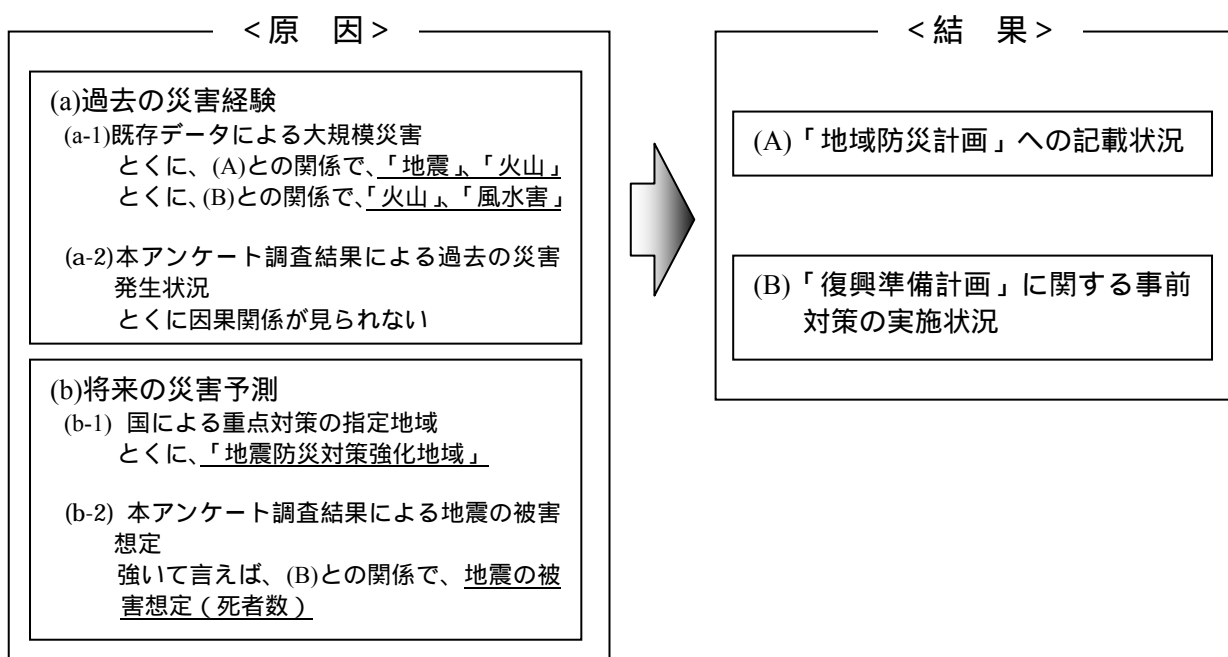 <原 因>
(a)過去の災害経験
(a-1)既存データによる大規模災害
とくに、(A)との関係で、「地震」、「火山」
とくに、(B)との関係で、「火山」、「風水害」
(a-2)本アンケート調査結果による過去の災害
発生状況
とくに因果関係が見られない
(b)将来の災害予測
(b-1) 国による重点対策の指定地域
とくに、「地震防災対策強化地域」
(b-2) 本アンケート調査結果による地震の被害
想定
強いて言えば、(B)との関係で、地震の被
害想定(死者数)
<結 果>
(A)「地域防災計画」への記載状況
(B)「復興準備計画」に関する事前
対策の実施状況